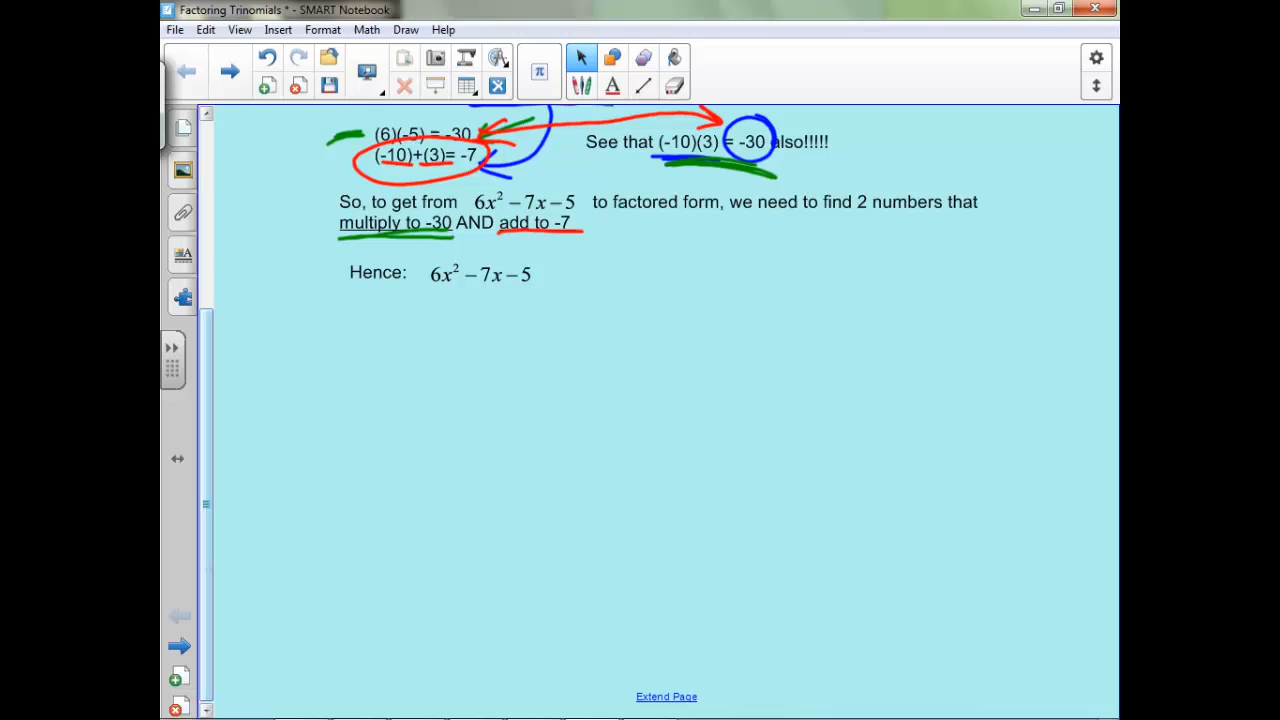 Factoring Trinomials * - SMART Notebook
File Edit View Insert Format Math Draw Help
π
A
(6)(-5) = -30
(-10)+(3)= -7
See that (-10)(3) = -30 also!!!!!
So, to get from 6x² − 7x − 5 to factored form, we need to find 2 numbers that
multiply to -30 AND add to -7
Hence: 6x² − 7x − 5
Extend Page